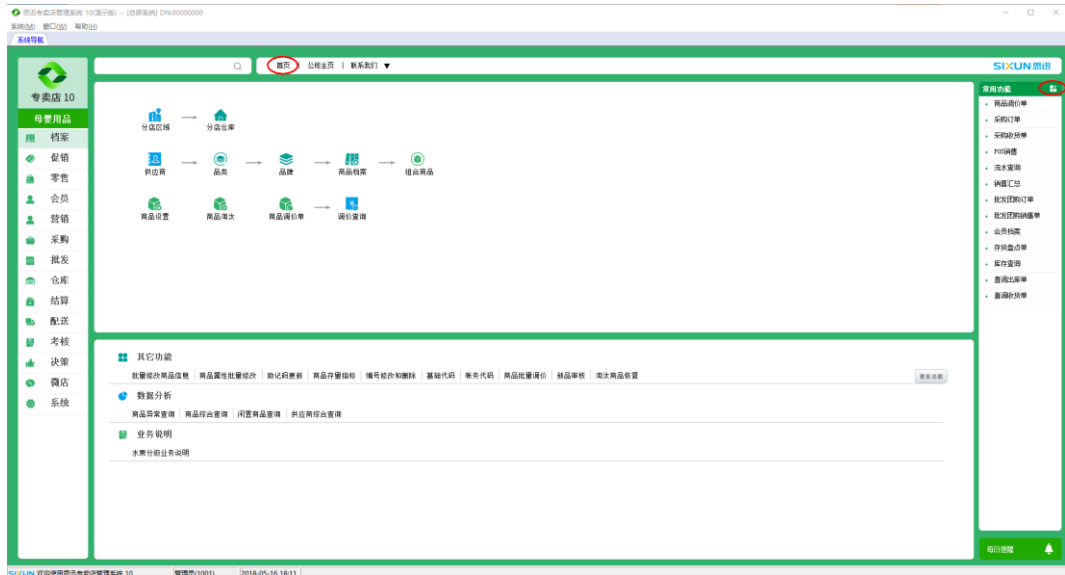 思迅专卖店管理系统 10(演示版) -- [总部系统] DN:00000000
系统(M) 窗口(W) 帮助(H)
系统导航
专卖店 10
母婴用品
档案
促销
零售
会员
营销
采购
批发
仓库
结算
配送
考核
决策
微店
系统
首页 | 公司主页 | 联系我们 ▼
SIXUN思迅
分店区域 → 分店仓库
供应商 → 品类 → 品牌 → 商品档案 → 组合商品
商品设置 商品淘汰 商品调价单 → 调价查询
其它功能
批量修改商品信息 | 商品属性批量修改 | 助记码更新 | 商品存量指标 | 编号修改和删除 | 基础代码 | 帐务代码 | 商品批量调价 | 新品审核 | 淘汰商品恢复
更多功能
数据分析
商品异常查询 | 商品综合查询 | 闲置商品查询 | 供应商综合查询
业务说明
水果分级业务说明
常用功能
商品调价单
采购订单
采购收货单
POS销售
流水查询
销售汇总
批发团购订单
批发团购销售单
会员档案
存货盘点单
库存查询
直调出库单
直调收货单
每日提醒
SIXUN 欢迎使用思迅专卖店管理系统 10 管理员(1001) 2018-05-16 18:11